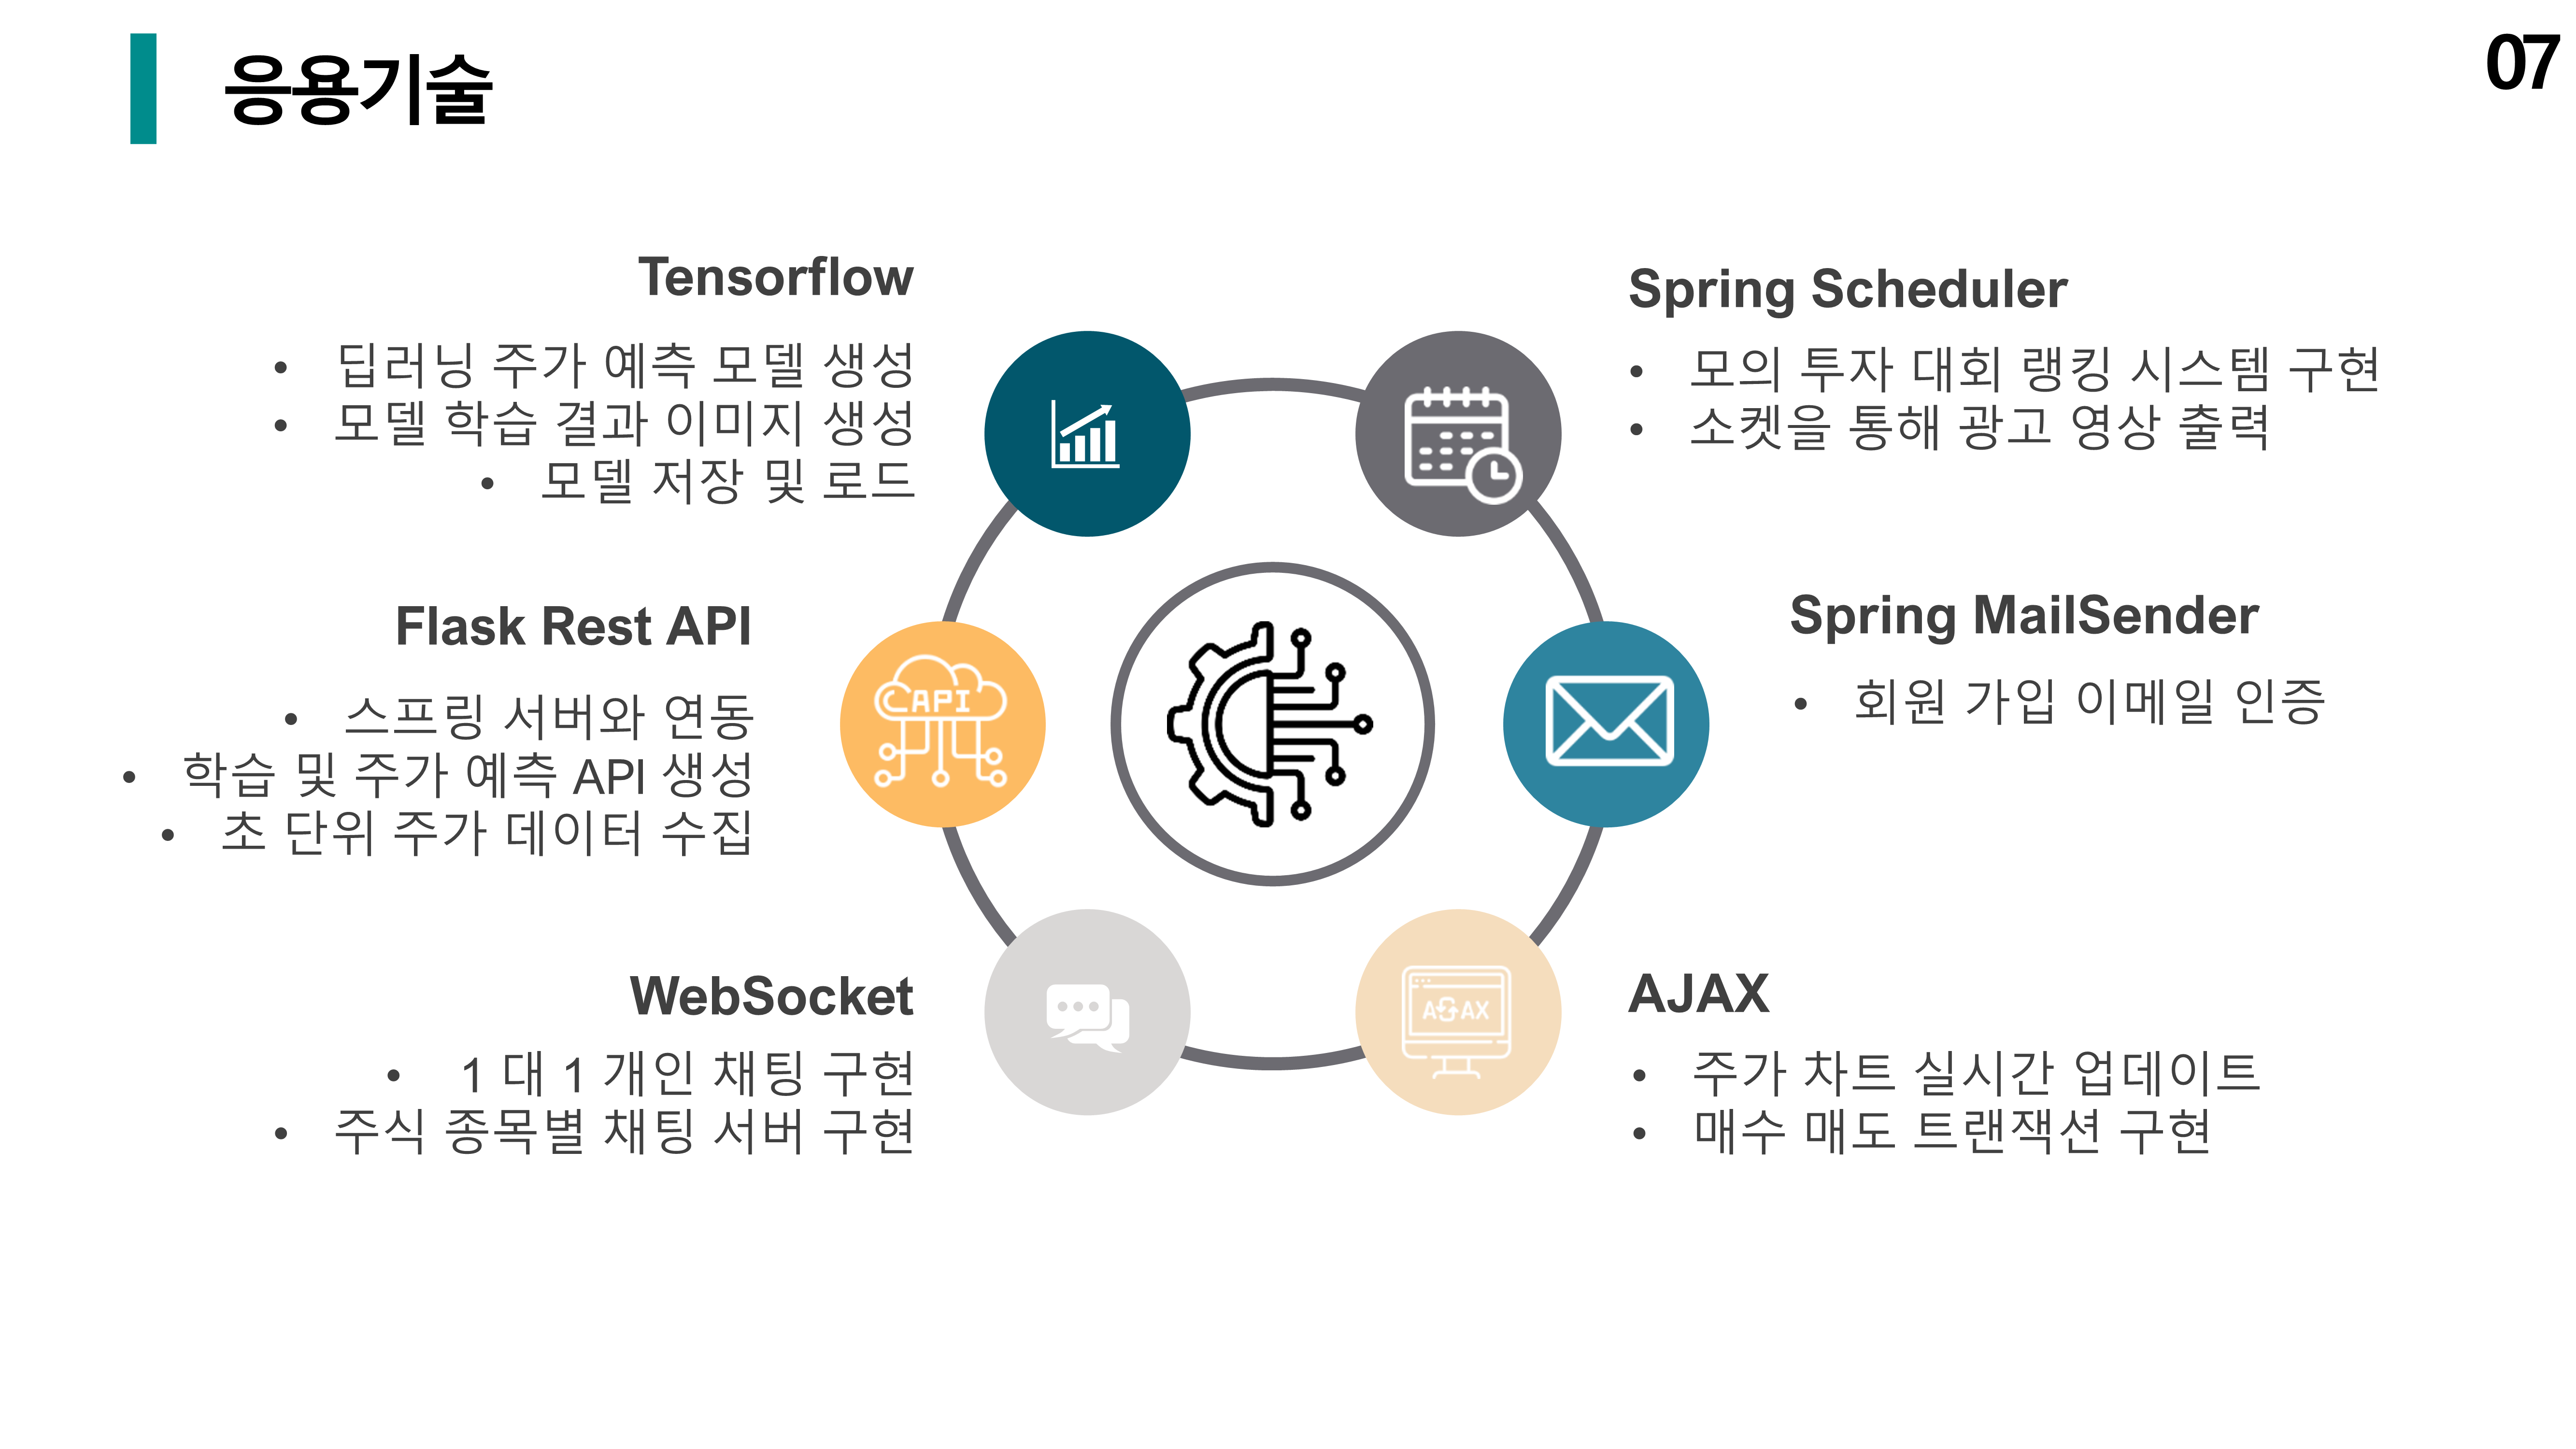 응용기술
07
Tensorflow
• 딥러닝 주가 예측 모델 생성
• 모델 학습 결과 이미지 생성
• 모델 저장 및 로드
Flask Rest API
• 스프링 서버와 연동
• 학습 및 주가 예측 API 생성
• 초 단위 주가 데이터 수집
WebSocket
• 1 대 1 개인 채팅 구현
• 주식 종목별 채팅 서버 구현
API
Spring Scheduler
• 모의 투자 대회 랭킹 시스템 구현
• 소켓을 통해 광고 영상 출력
Spring MailSender
• 회원 가입 이메일 인증
AJAX
• 주가 차트 실시간 업데이트
• 매수 매도 트랜잭션 구현
AJAX